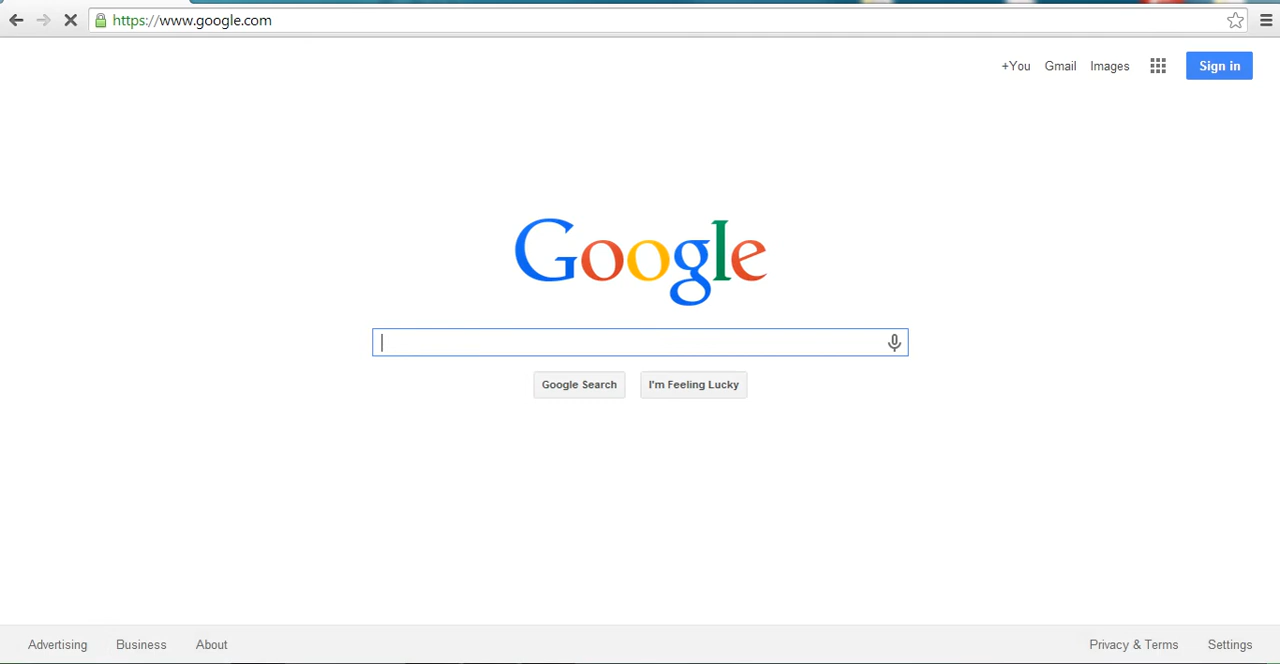 https://www.google.com
+You Gmail Images Sign in
Google
Google Search I'm Feeling Lucky
Advertising Business About Privacy & Terms Settings